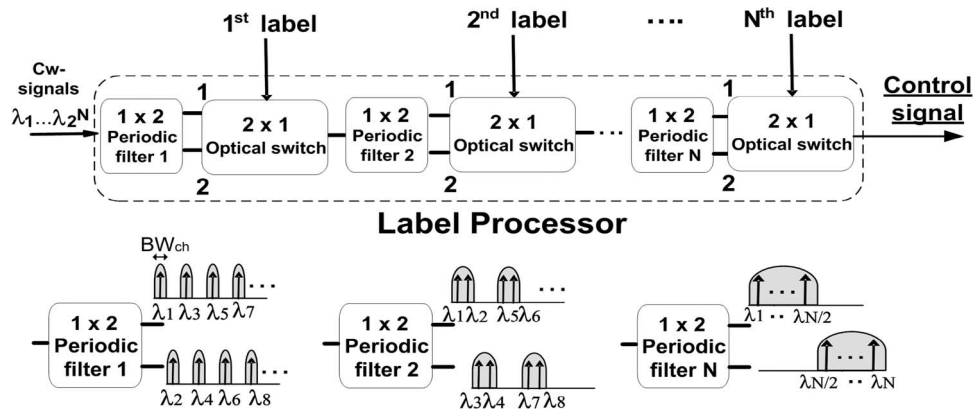 1st label
2nd label
....
Nth label
Cw-
signals
λ1...λ2N
1
1 x 2
Periodic
filter 1
2
2 x 1
Optical switch
1
1 x 2
Periodic
filter 2
2
2 x 1
Optical switch
....
1
1 x 2
Periodic
filter N
2
2 x 1
Optical switch
Control
signal
Label Processor
BWch
...
λ1 λ3 λ5 λ7
1 x 2
Periodic
filter 1
...
λ2 λ4 λ6 λ8
...
λ1λ2 λ5λ6
1 x 2
Periodic
filter 2
...
λ3λ4 λ7λ8
...
λ1 .. λN/2
1 x 2
Periodic
filter N
...
λN/2 .. λN